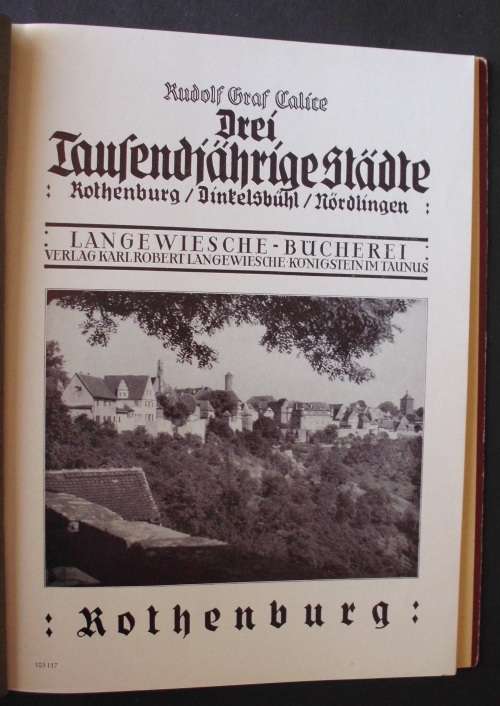 Rudolf Graf Calice
Drei
Tausendjährige Städte
: Rothenburg / Dinkelsbühl / Nördlingen :
: LANGEWIESCHE-BÜCHEREI :
VERLAG KARL ROBERT LANGEWIESCHE·KÖNIGSTEIN IM TAUNUS
: Rothenburg :